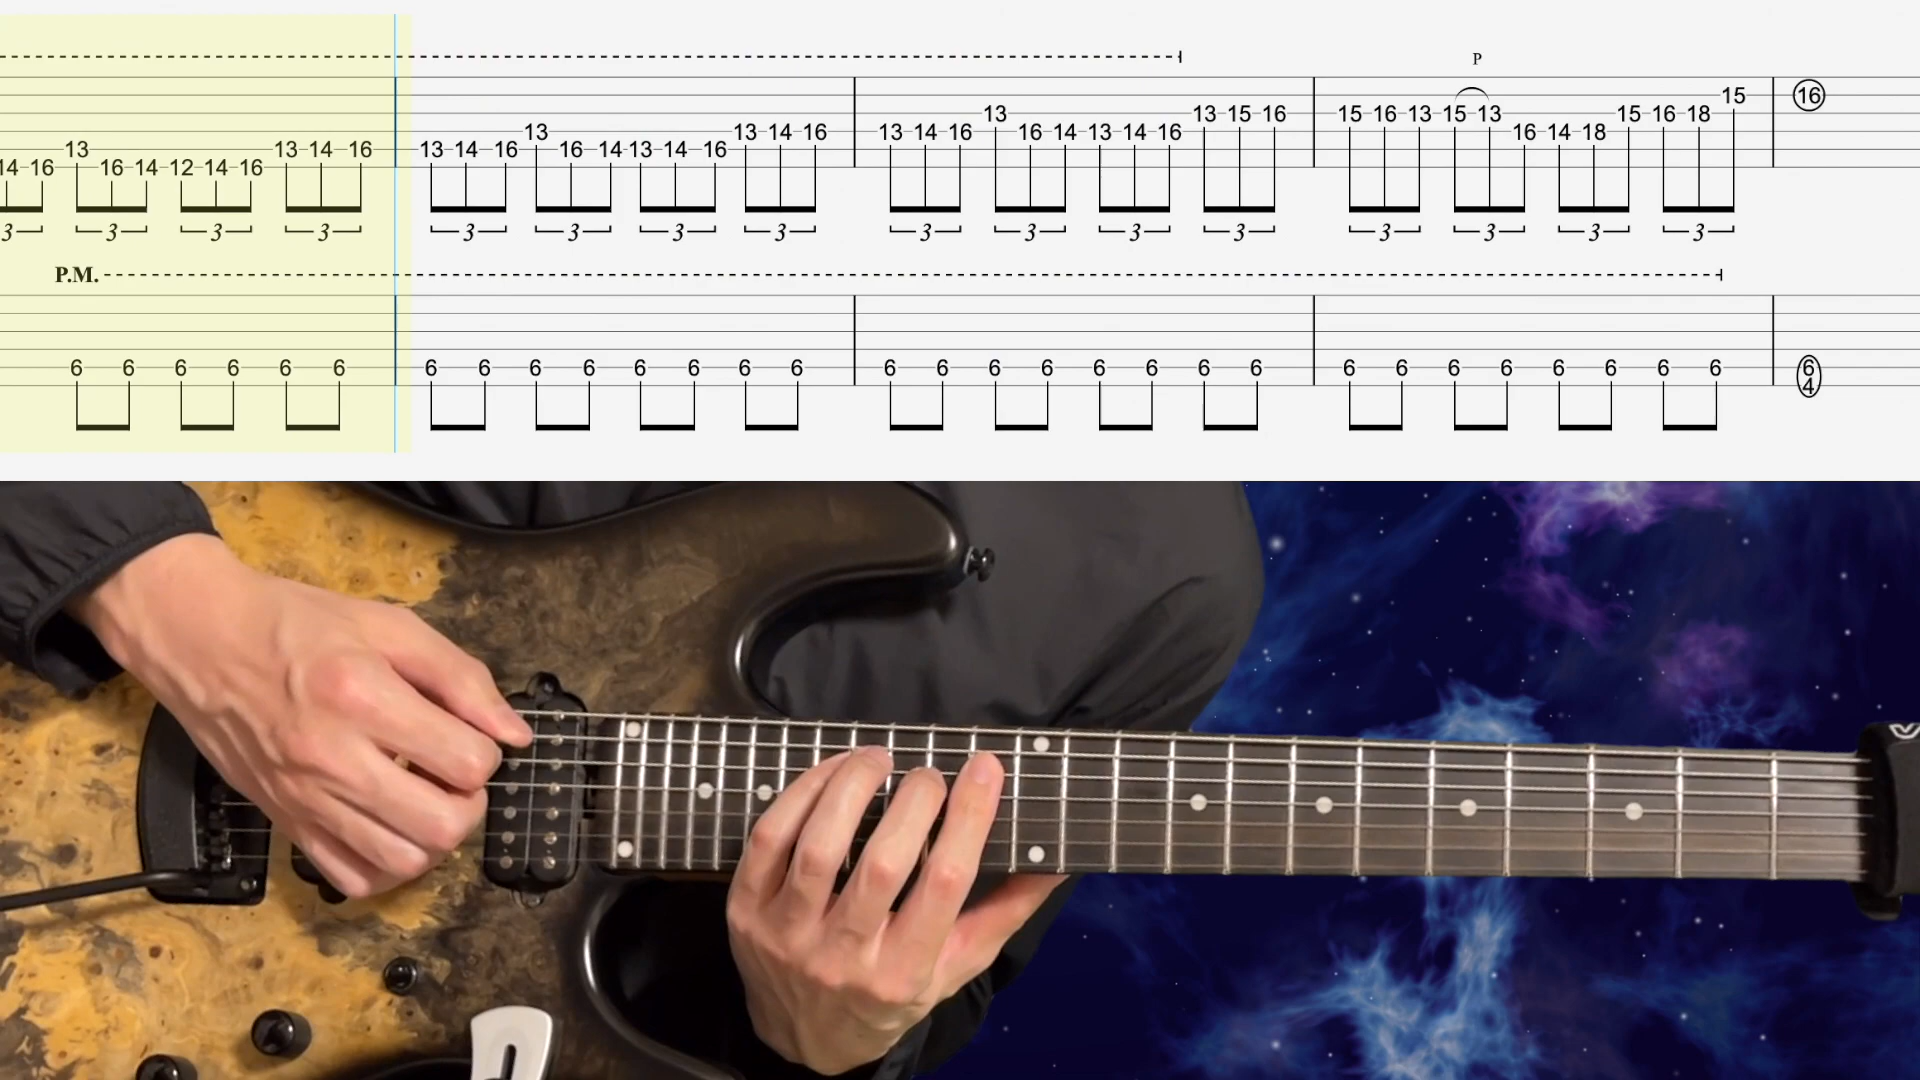 P
15 16
13 13 15 16 15 16 13 15 13 15 16 18
13 13 14 16 13 14 16 16 14 13 14 16 16 14 18
13 13 14 16 13 14 16 16 14 13 14 16
14 16 16 14 12 14 16
3 3 3 3 3 3 3 3 3 3 3 3 3 3 3 3
P.M.
6 6 6 6 6 6 6 6 6 6 6 6 6 6 6 6 6 6 6 6 6 6 6 6 6 6 6 6 6 6 6
4